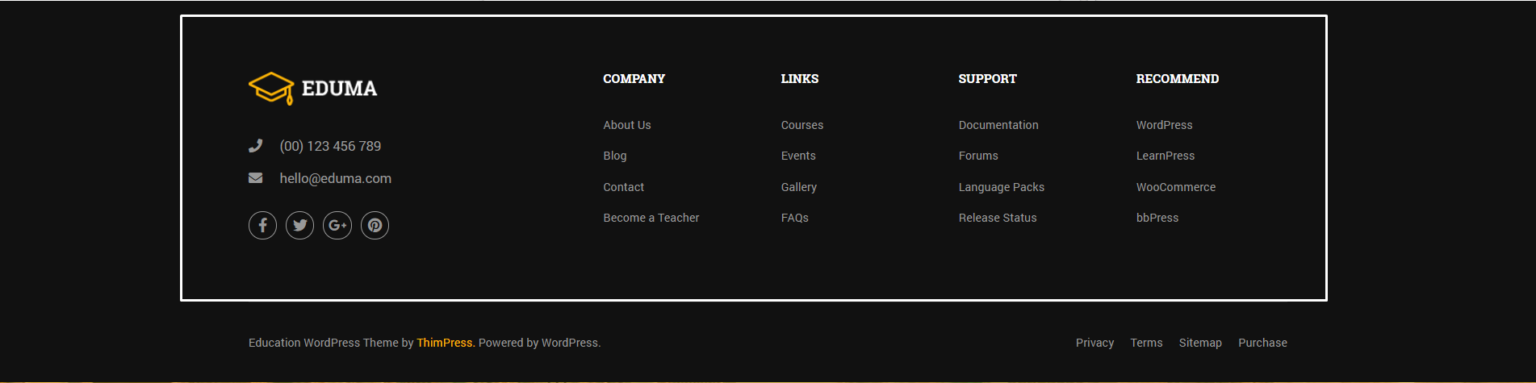 EDUMA
(00) 123 456 789
hello@eduma.com
COMPANY
About Us
Blog
Contact
Become a Teacher
LINKS
Courses
Events
Gallery
FAQs
SUPPORT
Documentation
Forums
Language Packs
Release Status
RECOMMEND
WordPress
LearnPress
WooCommerce
bbPress
Education WordPress Theme by ThimPress. Powered by WordPress.
Privacy Terms Sitemap Purchase